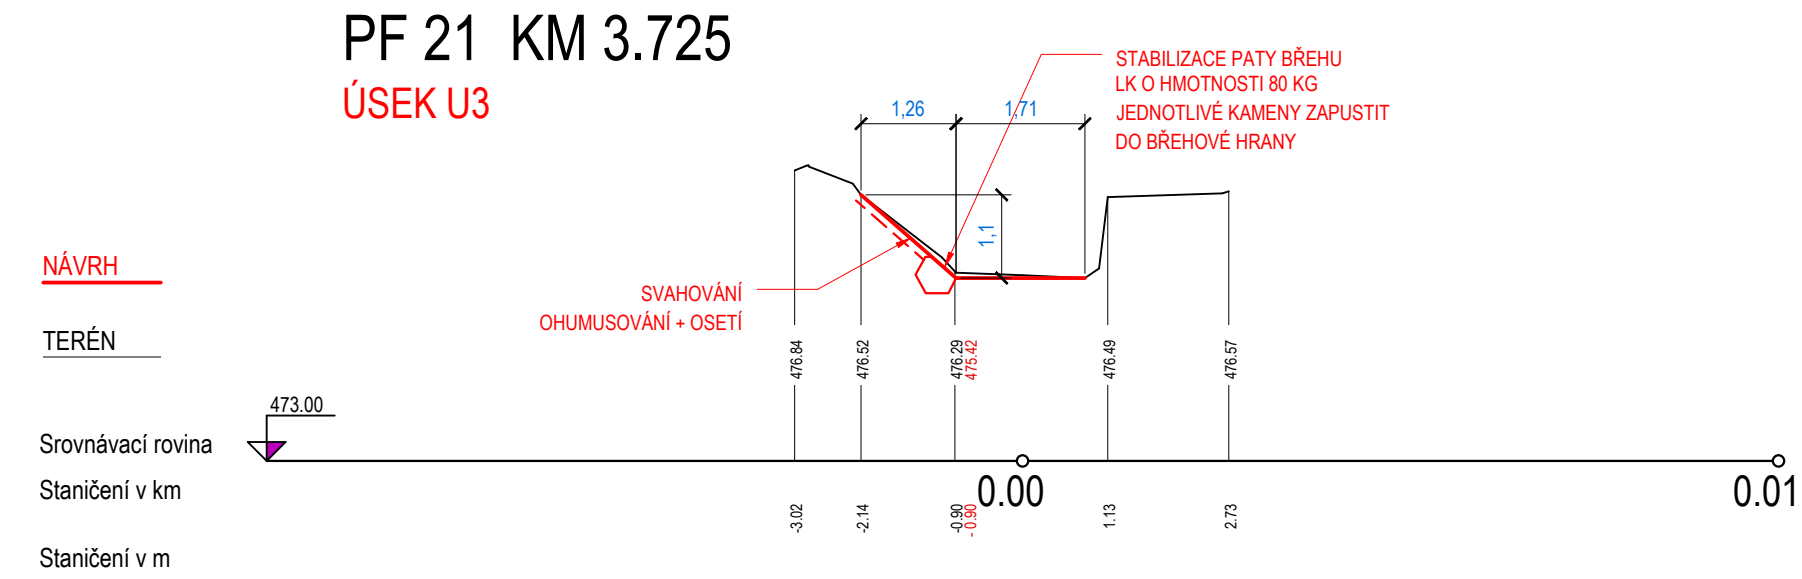 PF 21 KM 3.725
ÚSEK U3
STABILIZACE PATY BŘEHU
LK O HMOTNOSTI 80 KG
JEDNOTLIVÉ KAMENY ZAPUSTIT
DO BŘEHOVÉ HRANY
1,26
1,71
1,1
NÁVRH
SVAHOVÁNÍ
OHUMUSOVÁNÍ + OSETÍ
TERÉN
476.84
476.52
476.29
475.42
476.49
476.57
473.00
Srovnávací rovina
Staničení v km
0.00
0.01
-3.02
-2.14
-0.90
- 0.90
1.13
2.73
Staničení v m